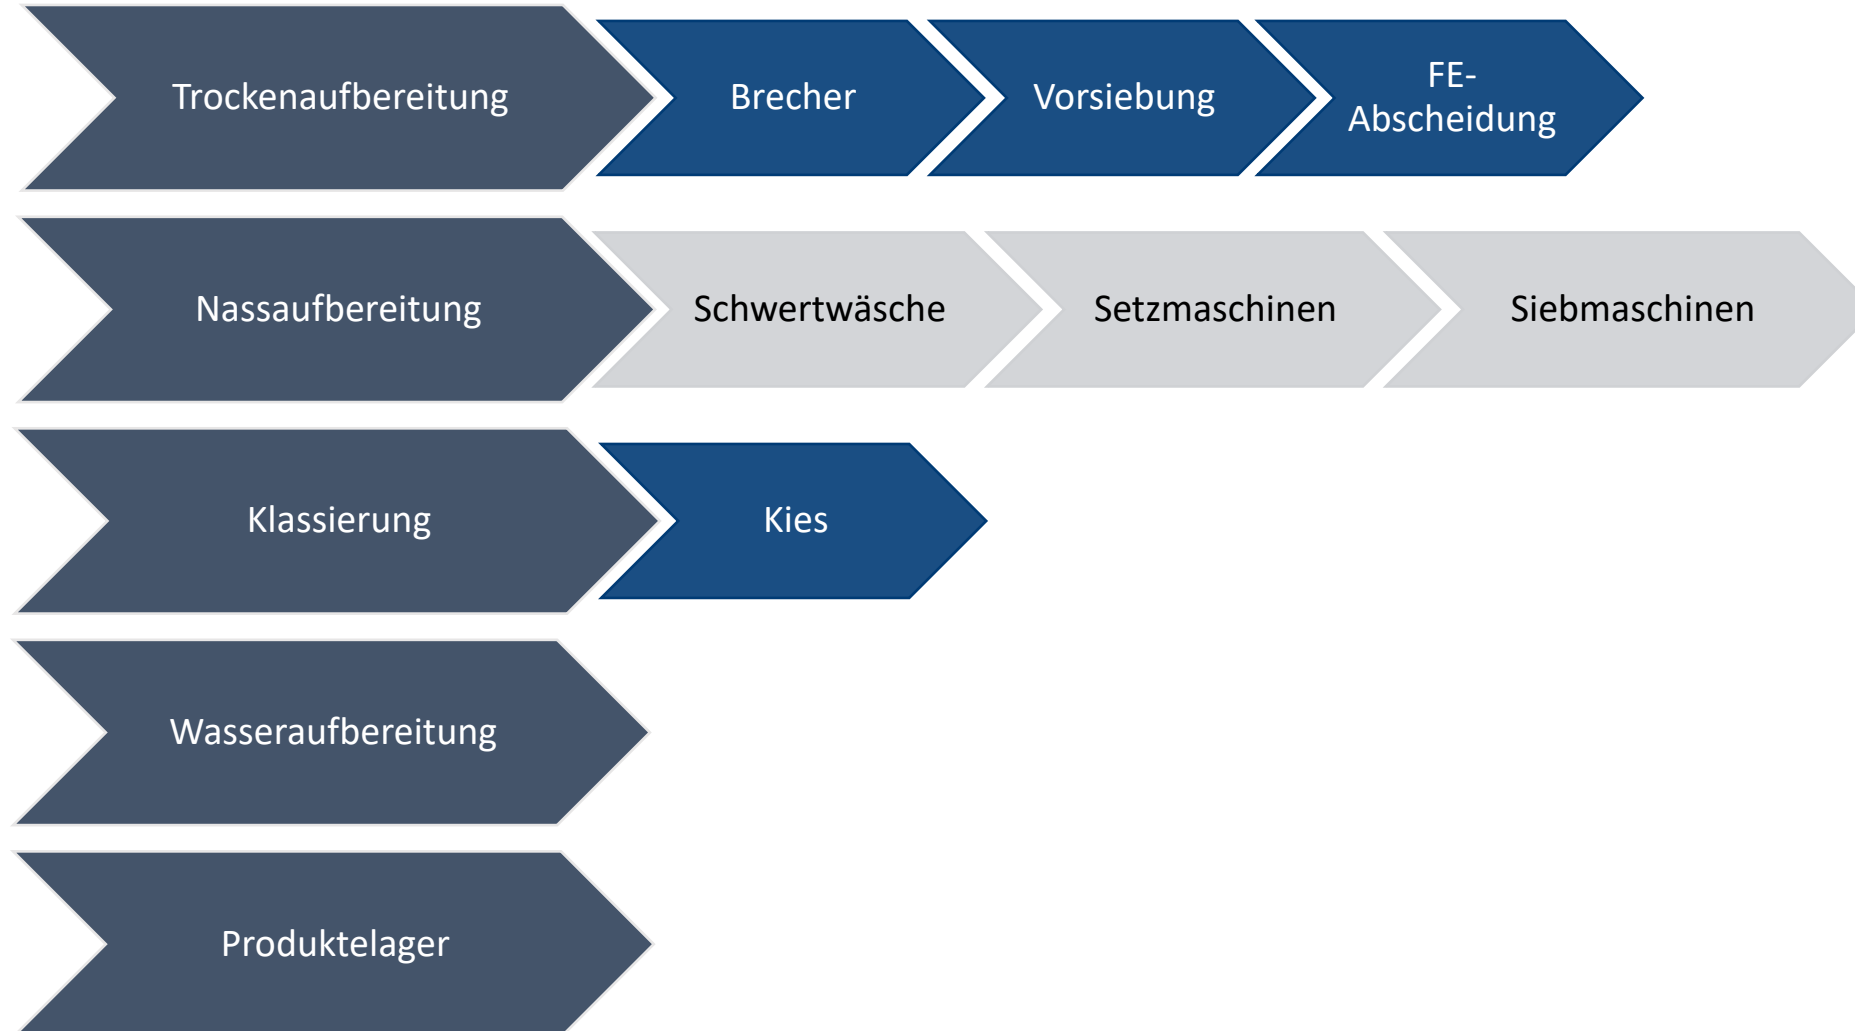 Trockenaufbereitung
Brecher
Vorsiebung
FE-
Abscheidung
Nassaufbereitung
Schwertwäsche
Setzmaschinen
Siebmaschinen
Klassierung
Kies
Wasseraufbereitung
Produktelager